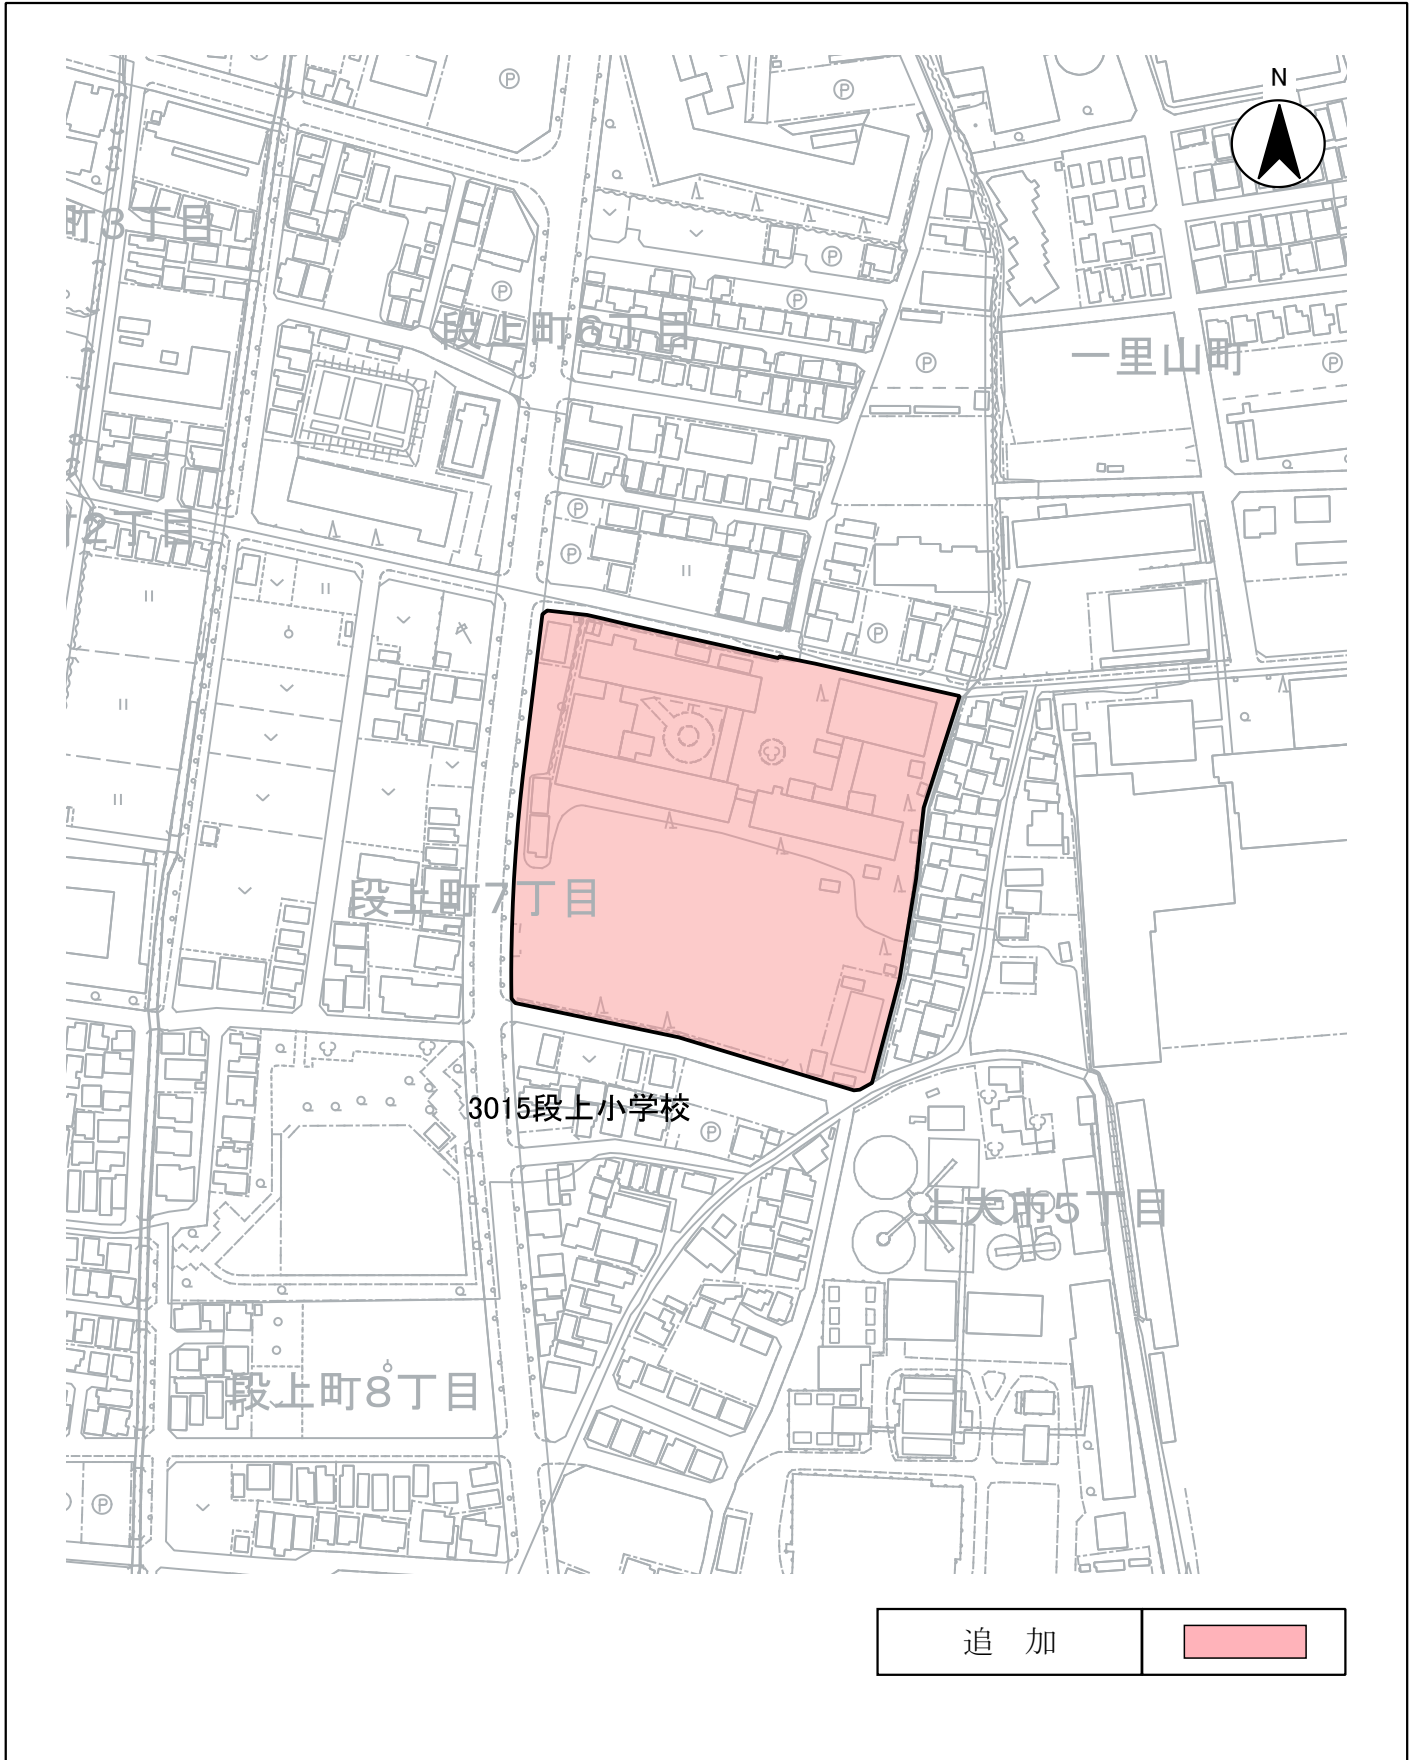 N
町3丁目
段上町6丁目
一里山町
2丁目
段上町7丁目
3015段上小学校
上大市5丁目
段上町8丁目
追 加